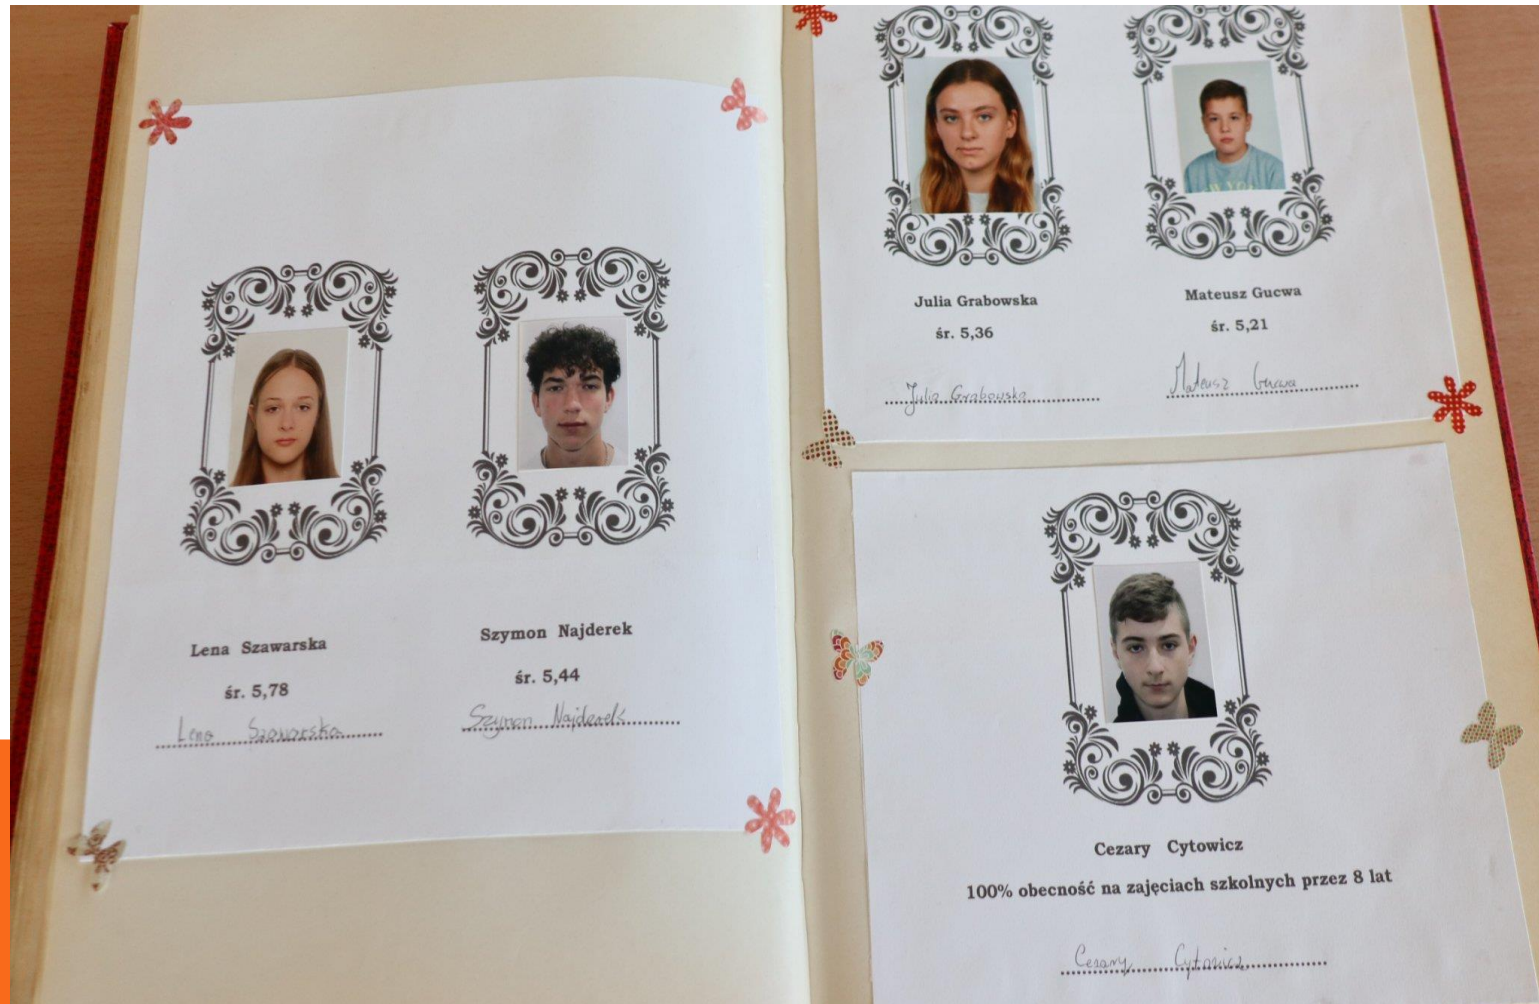 Lena Szawarska
śr. 5,78
Lena Szawarska
Szymon Najderek
śr. 5,44
Szymon Najderek
Julia Grabowska
śr. 5,36
Julia Grabowska
Mateusz Gucwa
śr. 5,21
Mateusz Gucwa
Cezary Cytowicz
100% obecność na zajęciach szkolnych przez 8 lat
Cezary Cytowicz